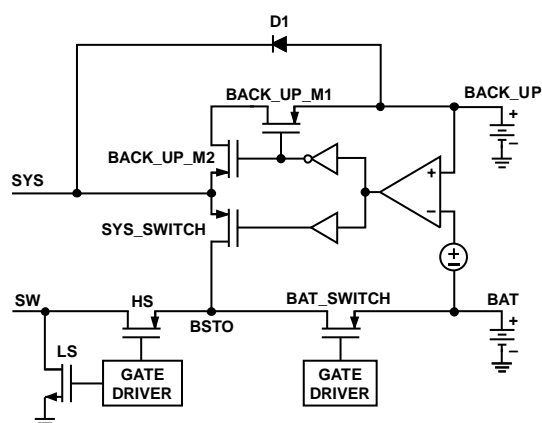 D1
BACK_UP_M1
BACK_UP
+
−
BACK_UP_M2
SYS
+
−
SYS_SWITCH
±
SW
HS
BSTO
BAT_SWITCH
BAT
+
−
LS
GATE
DRIVER
GATE
DRIVER